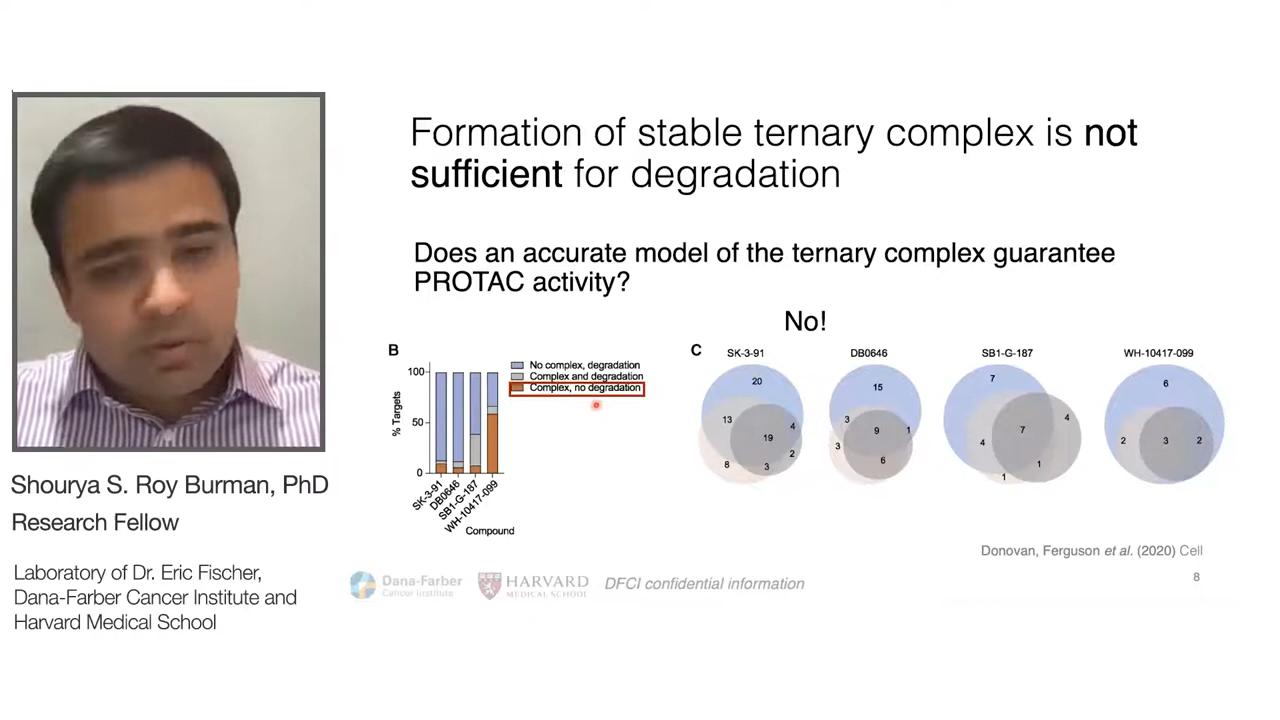 Formation of stable ternary complex is not
sufficient for degradation
Does an accurate model of the ternary complex guarantee
PROTAC activity?
No!
B
No complex, degradation
Complex and degradation
Complex, no degradation
100
50
0
% Targets
SK-3-91
DB0646
SB1-G-187
WH-10417-099
Compound
C
SK-3-91
DB0646
SB1-G-187
WH-10417-099
20
13
4
19
2
8
3
15
3
9
1
3
6
7
4
7
4
1
1
6
2
3
2
Donovan, Ferguson et al. (2020) Cell
Dana-Farber
Cancer Institute
HARVARD
MEDICAL SCHOOL
DFCI confidential information
8
Shourya S. Roy Burman, PhD
Research Fellow
Laboratory of Dr. Eric Fischer,
Dana-Farber Cancer Institute and
Harvard Medical School